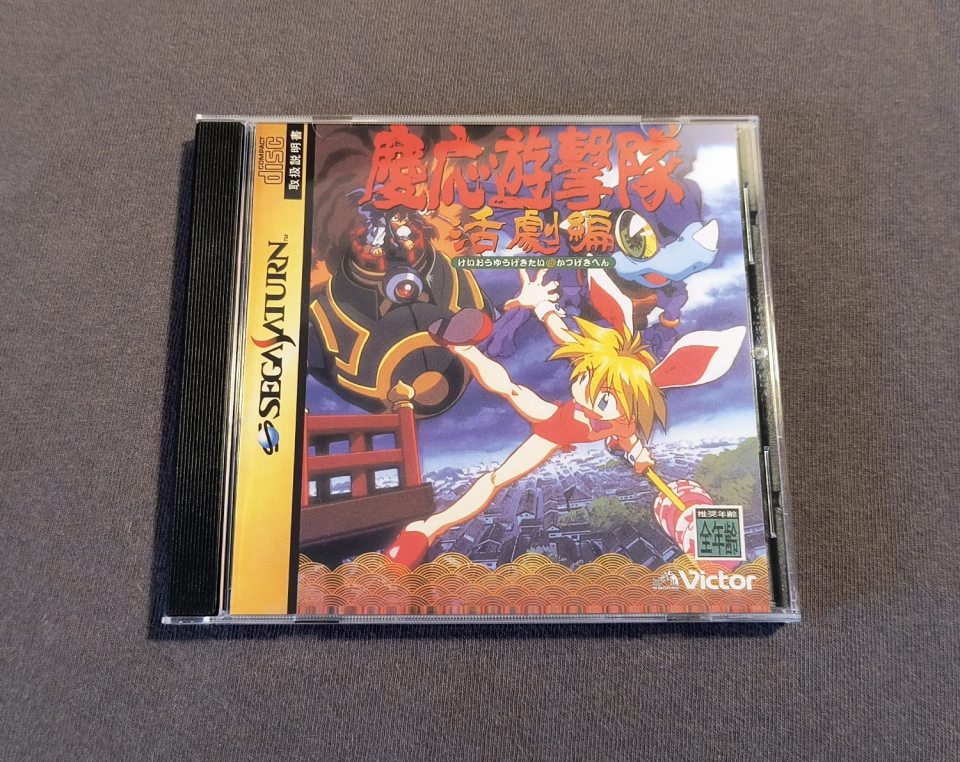 慶応遊撃隊
活劇編
けいおうゆうげきたい かつげきへん
COMPACT
disc
取扱説明書
SEGA SATURN™
推奨年齢
全年齢
Victor